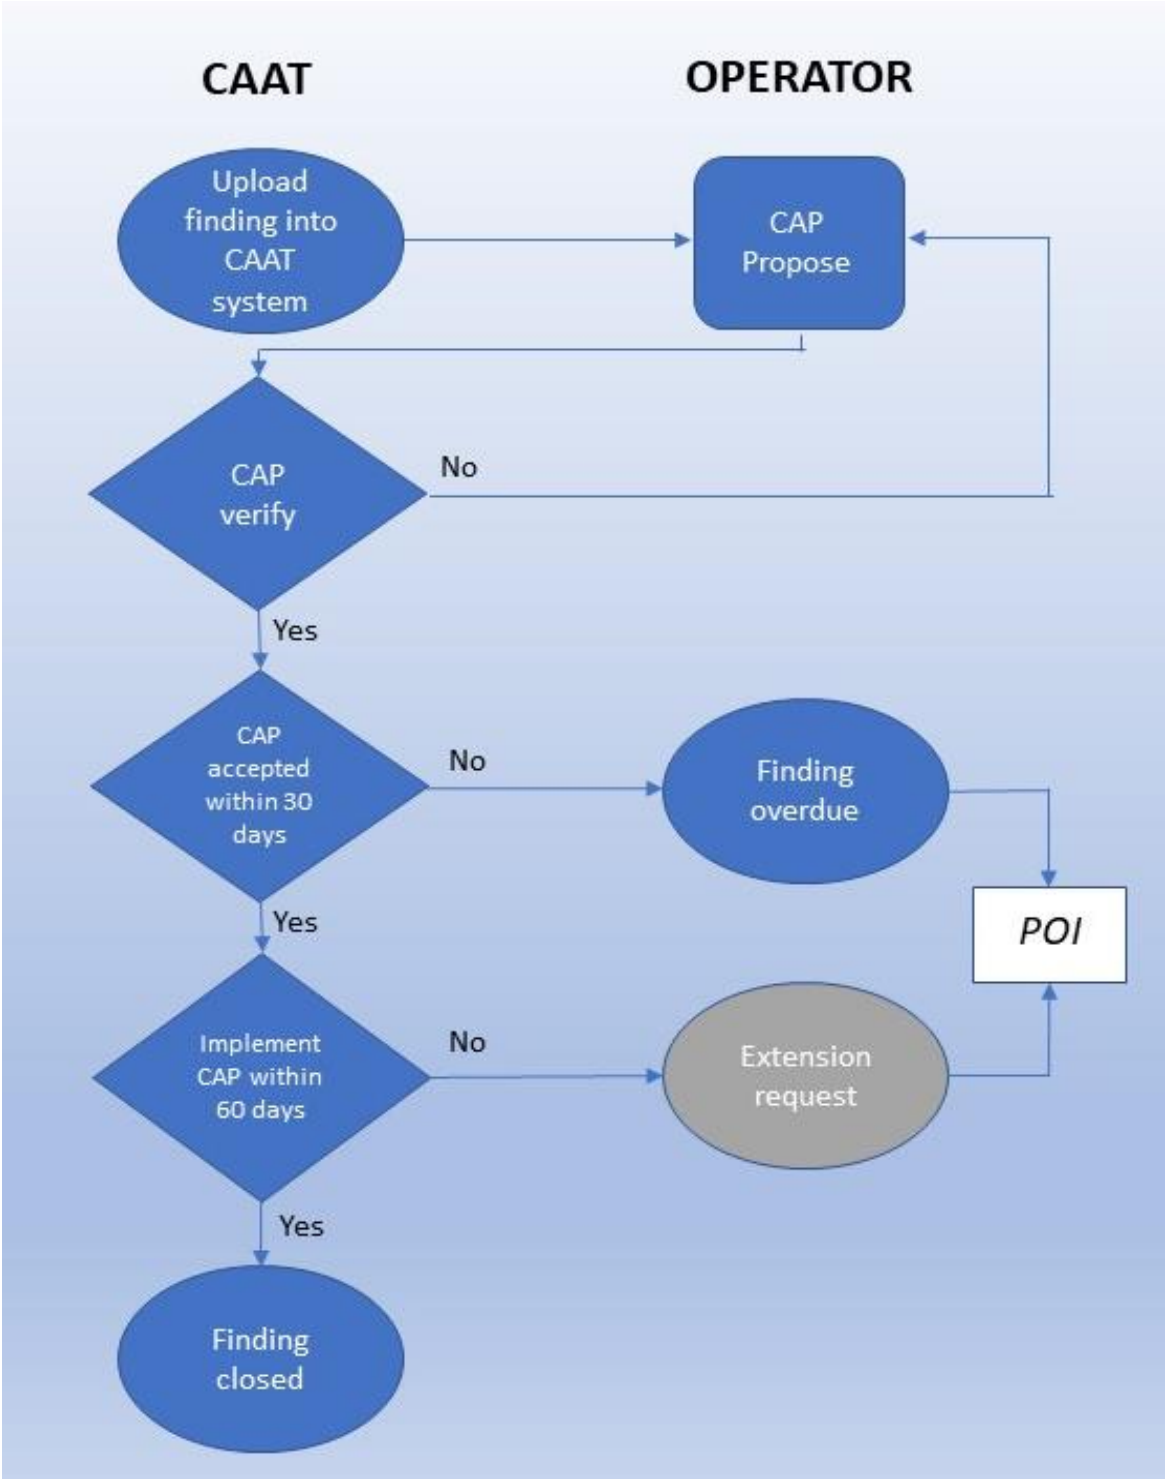 CAAT
OPERATOR
Upload
finding into
CAAT
system
CAP
Propose
CAP
verify
No
Yes
CAP
accepted
within 30
days
No
Finding
overdue
Yes
POI
Implement
CAP within
60 days
No
Extension
request
Yes
Finding
closed